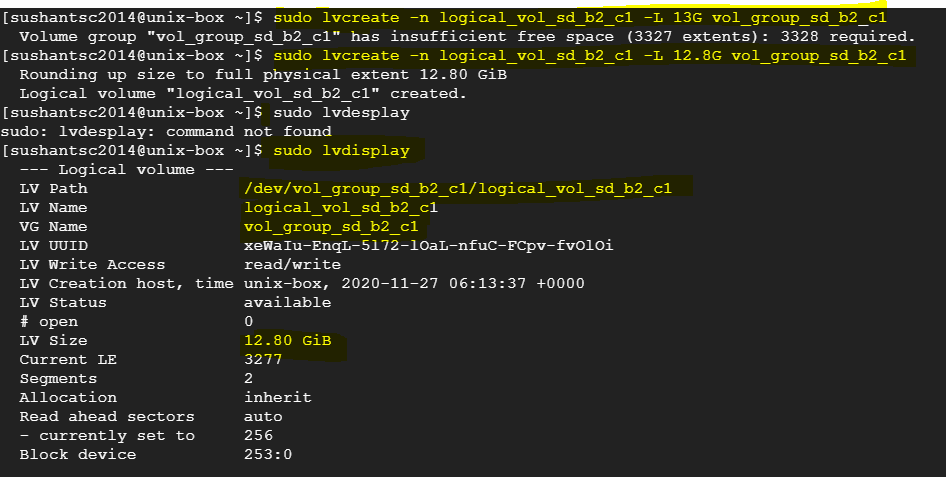 [sushantsc2014@unix-box ~]$ sudo lvcreate -n logical_vol_sd_b2_c1 -L 13G vol_group_sd_b2_c1
  Volume group "vol_group_sd_b2_c1" has insufficient free space (3327 extents): 3328 required.
[sushantsc2014@unix-box ~]$ sudo lvcreate -n logical_vol_sd_b2_c1 -L 12.8G vol_group_sd_b2_c1
  Rounding up size to full physical extent 12.80 GiB
  Logical volume "logical_vol_sd_b2_c1" created.
[sushantsc2014@unix-box ~]$ sudo lvdesplay
sudo: lvdesplay: command not found
[sushantsc2014@unix-box ~]$ sudo lvdisplay
  --- Logical volume ---
  LV Path                /dev/vol_group_sd_b2_c1/logical_vol_sd_b2_c1
  LV Name                logical_vol_sd_b2_c1
  VG Name                vol_group_sd_b2_c1
  LV UUID                xeWaIu-EnqL-5l72-lOaL-nfuC-FCpv-fvOlOi
  LV Write Access        read/write
  LV Creation host, time unix-box, 2020-11-27 06:13:37 +0000
  LV Status              available
  # open                 0
  LV Size                12.80 GiB
  Current LE             3277
  Segments               2
  Allocation             inherit
  Read ahead sectors     auto
  - currently set to     256
  Block device           253:0